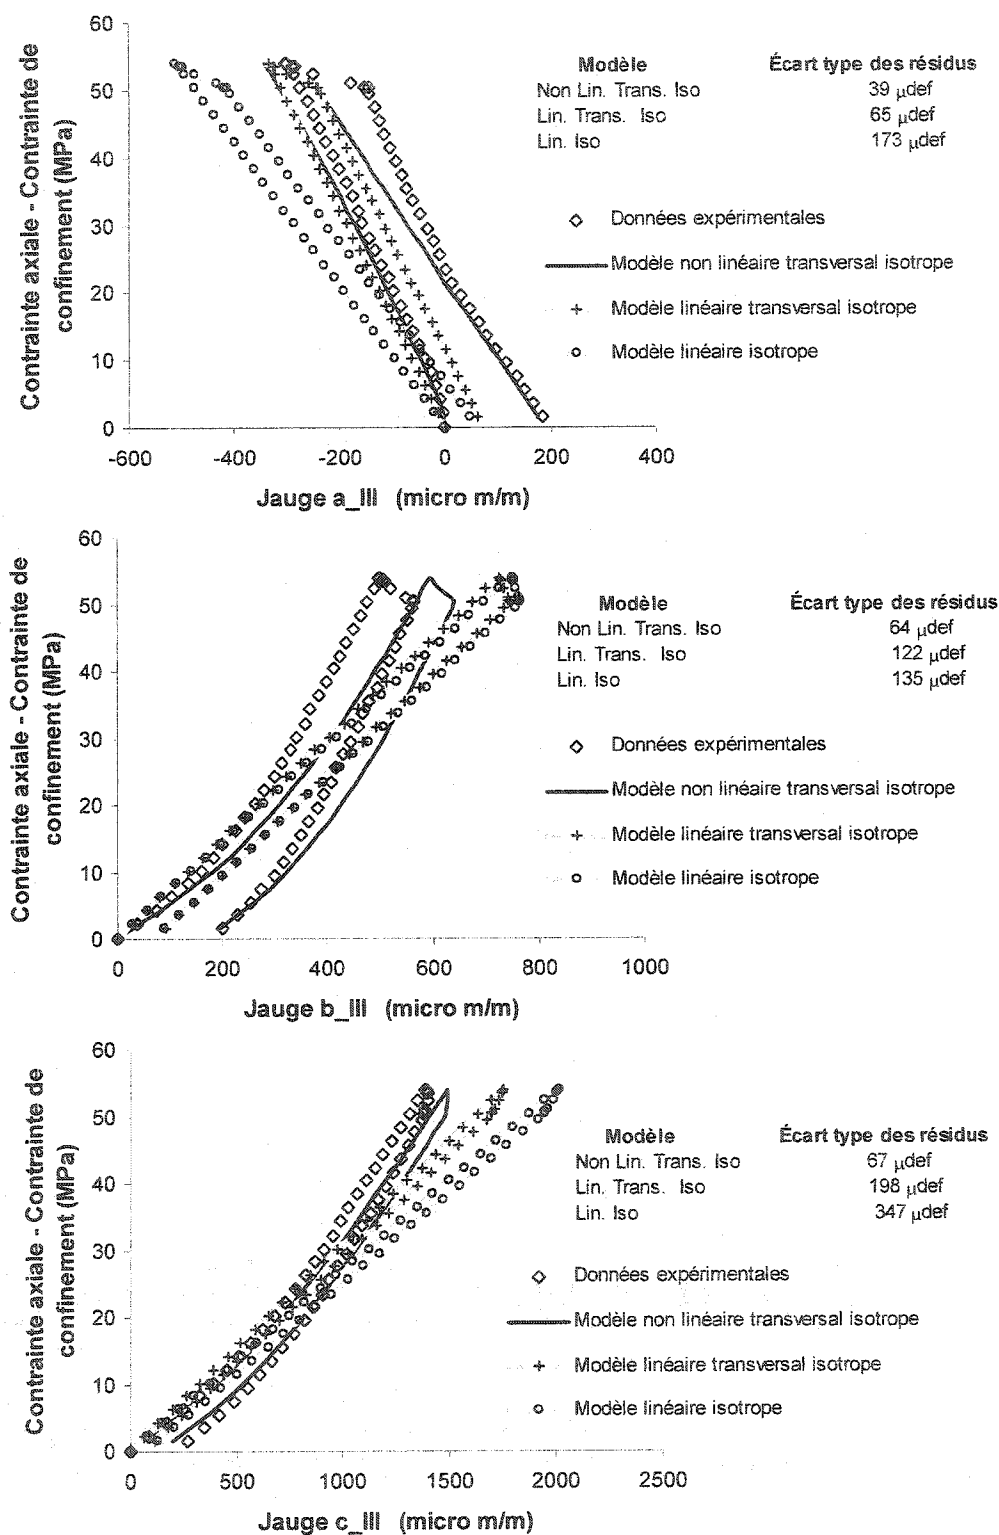 Contrainte axiale - Contrainte de
confinement (MPa)
60
50
40
30
20
10
0
-600 -400 -200 0 200 400
Jauge a_III (micro m/m)
Modèle Écart type des résidus
Non Lin. Trans. Iso 39 µdef
Lin. Trans. Iso 65 µdef
Lin. Iso 173 µdef
Données expérimentales
Modèle non linéaire transversal isotrope
Modèle linéaire transversal isotrope
Modèle linéaire isotrope
Contrainte axiale - Contrainte de
confinement (MPa)
60
50
40
30
20
10
0
0 200 400 600 800 1000
Jauge b_III (micro m/m)
Modèle Écart type des résidus
Non Lin. Trans. Iso 64 µdef
Lin. Trans. Iso 122 µdef
Lin. Iso 135 µdef
Données expérimentales
Modèle non linéaire transversal isotrope
Modèle linéaire transversal isotrope
Modèle linéaire isotrope
Contrainte axiale - Contrainte de
confinement (MPa)
60
50
40
30
20
10
0
0 500 1000 1500 2000 2500
Jauge c_III (micro m/m)
Modèle Écart type des résidus
Non Lin. Trans. Iso 67 µdef
Lin. Trans. Iso 198 µdef
Lin. Iso 347 µdef
Données expérimentales
Modèle non linéaire transversal isotrope
Modèle linéaire transversal isotrope
Modèle linéaire isotrope